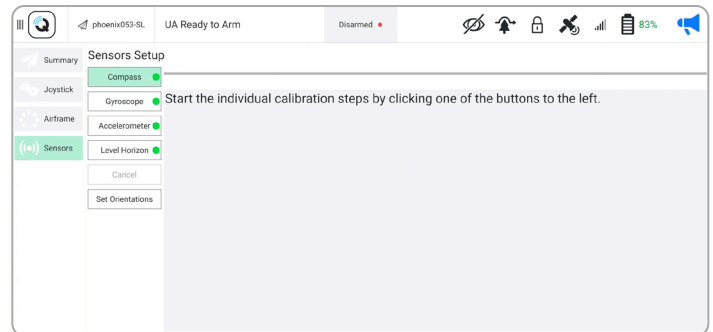 phoenix053-SL
UA Ready to Arm
Disarmed
83%
Summary
Joystick
Airframe
Sensors
Sensors Setup
Compass
Gyroscope
Accelerometer
Level Horizon
Cancel
Set Orientations
Start the individual calibration steps by clicking one of the buttons to the left.